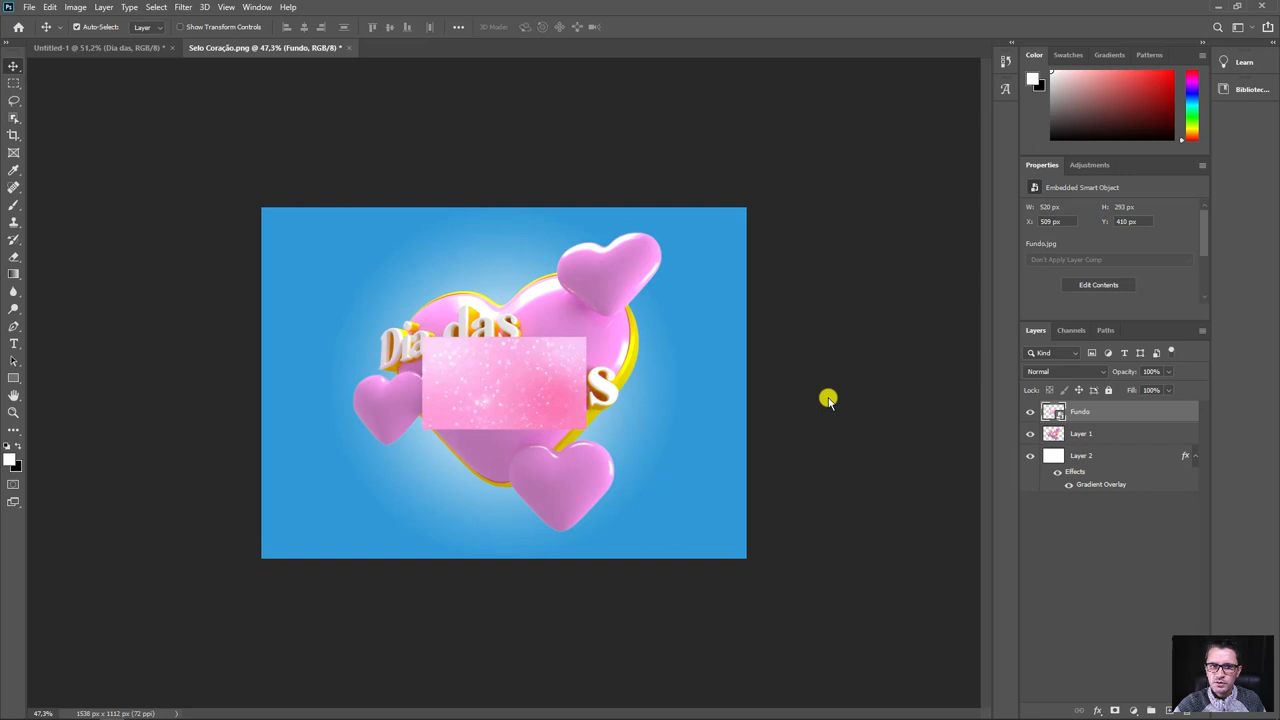 File Edit Image Layer Type Select Filter 3D View Window Help
Auto-Select: Layer Show Transform Controls 3D Mode:
Untitled-1 @ 51,2% (Dia das, RGB/8) * × Selo Coração.png @ 47,3% (Fundo, RGB/8) * ×
Color Swatches Gradients Patterns
Learn
Bibliotec...
Properties Adjustments
Embedded Smart Object
W: 520 px H: 293 px
X: 509 px Y: 410 px
Fundo.jpg
Don't Apply Layer Comp
Edit Contents
Layers Channels Paths
Kind
Normal Opacity: 100%
Lock: Fill: 100%
Fundo
Layer 1
Layer 2 fx
Effects
Gradient Overlay
Dia das
s
47,3% 1538 px x 1112 px (72 ppi)